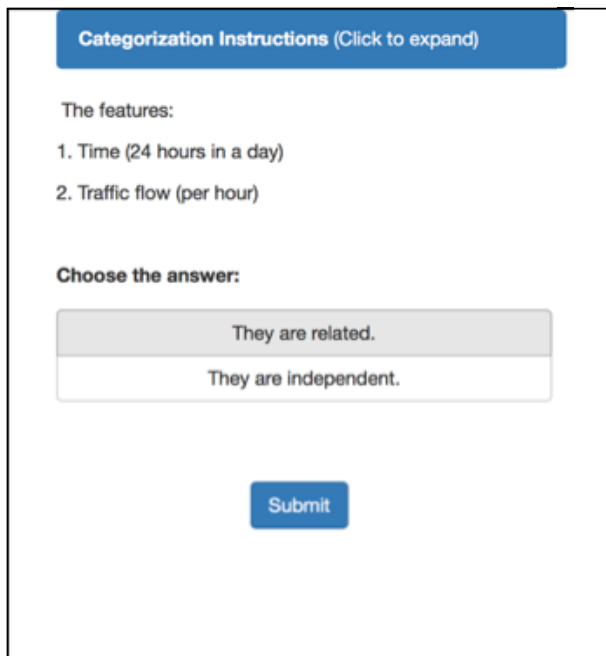 Categorization Instructions (Click to expand)
The features:
1. Time (24 hours in a day)
2. Traffic flow (per hour)
Choose the answer:
They are related.
They are independent.
Submit